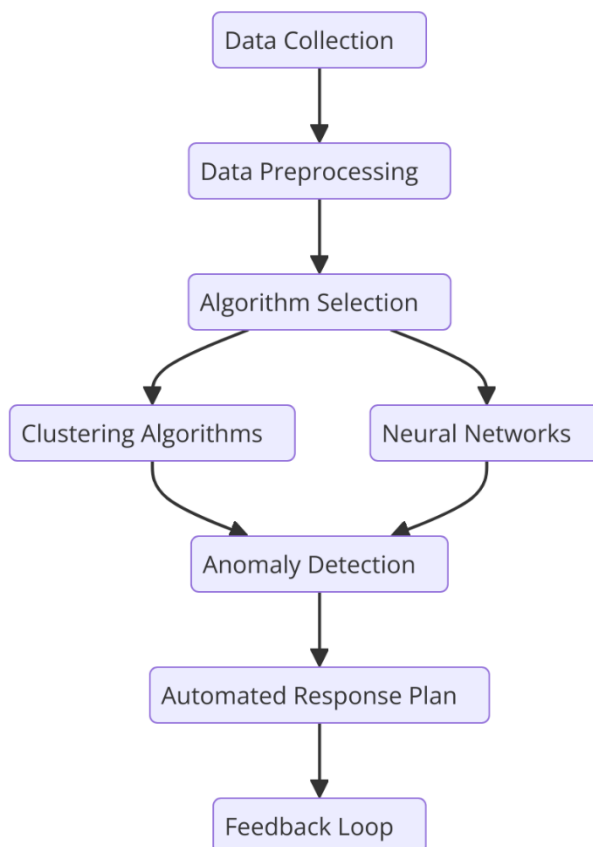 Data Collection
Data Preprocessing
Algorithm Selection
Clustering Algorithms
Neural Networks
Anomaly Detection
Automated Response Plan
Feedback Loop